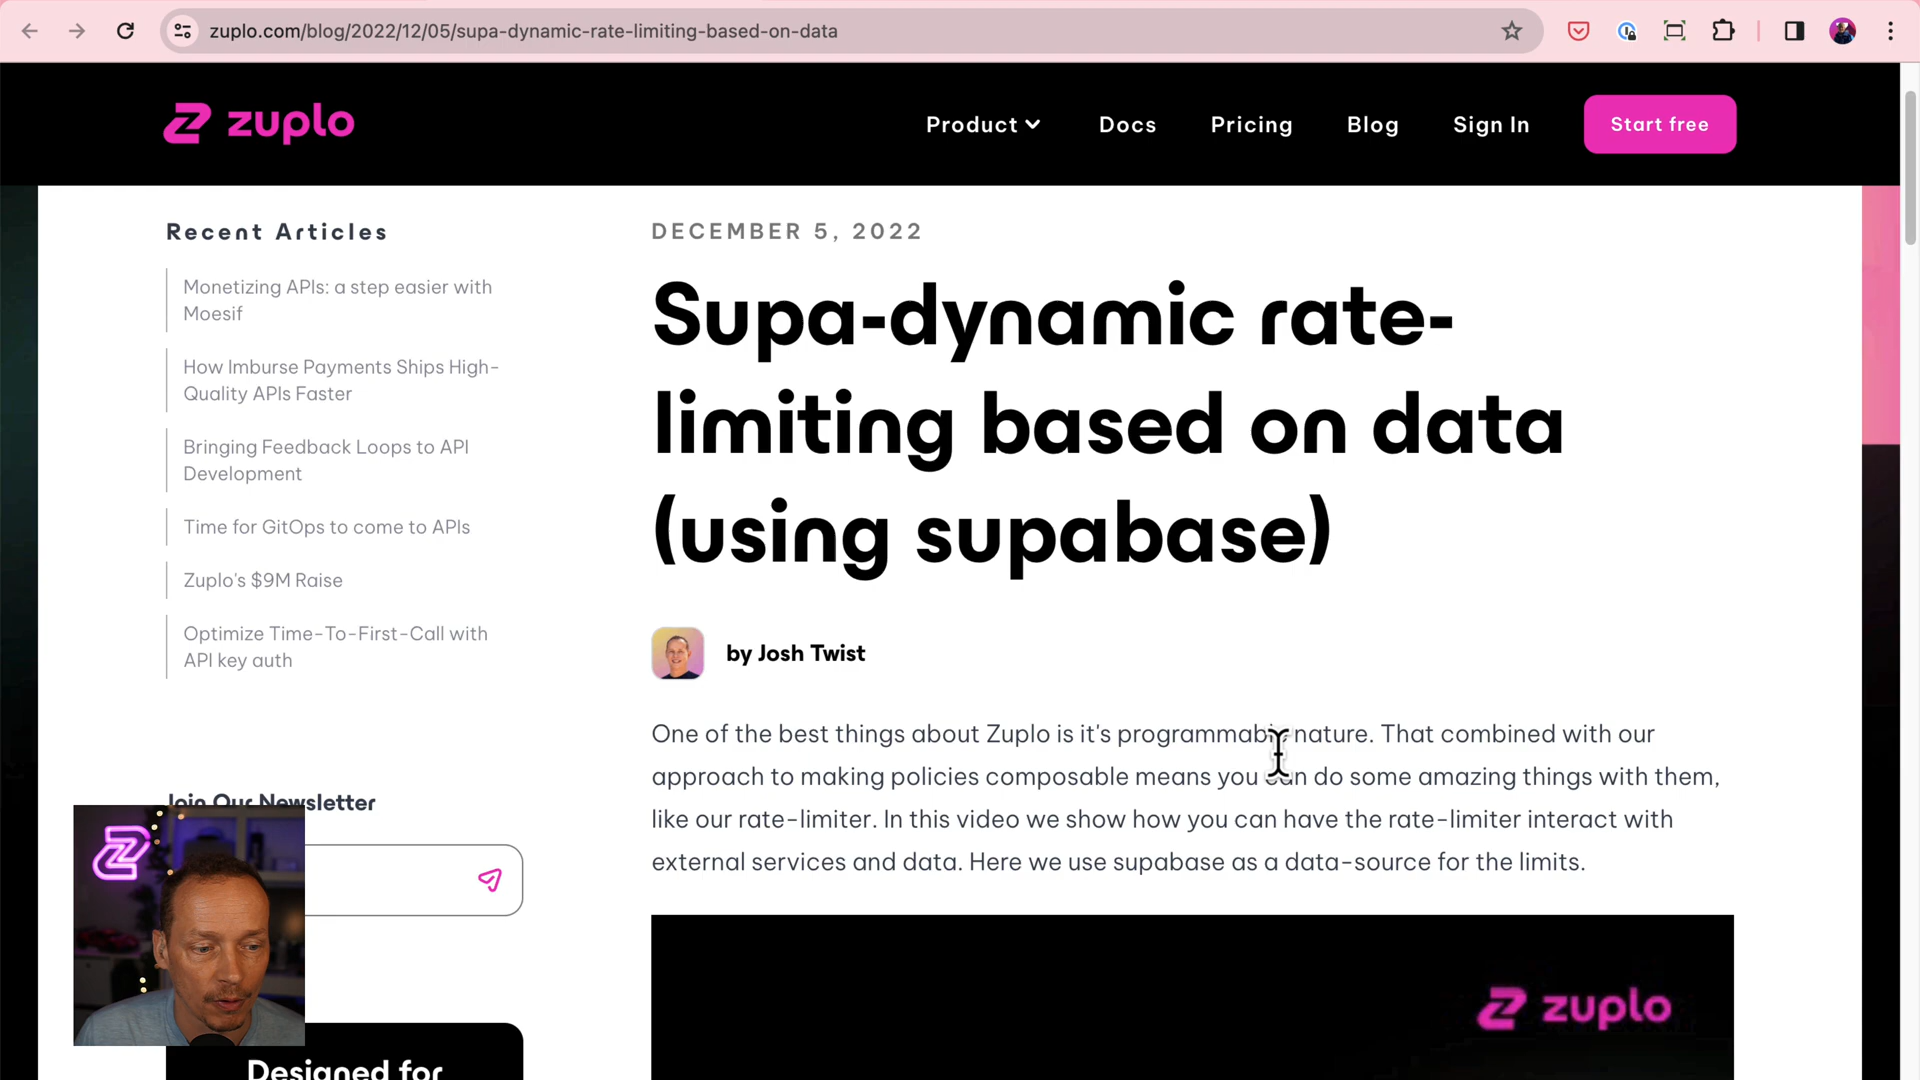 zuplo.com/blog/2022/12/05/supa-dynamic-rate-limiting-based-on-data
zuplo
Product
Docs
Pricing
Blog
Sign In
Start free
Recent Articles
Monetizing APIs: a step easier with
Moesif
How Imburse Payments Ships High-
Quality APIs Faster
Bringing Feedback Loops to API
Development
Time for GitOps to come to APIs
Zuplo's $9M Raise
Optimize Time-To-First-Call with
API key auth
Join Our Newsletter
Designed for
DECEMBER 5, 2022
Supa-dynamic rate-
limiting based on data
(using supabase)
by Josh Twist
One of the best things about Zuplo is it's programmable nature. That combined with our
approach to making policies composable means you can do some amazing things with them,
like our rate-limiter. In this video we show how you can have the rate-limiter interact with
external services and data. Here we use supabase as a data-source for the limits.
zuplo